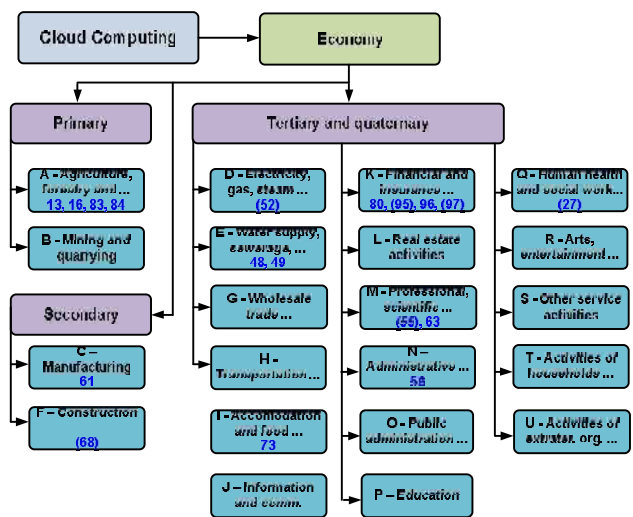 Cloud Computing
Economy
Primary
Tertiary and quaternary
A - Agriculture,
forestry and ...
13, 16, 83, 84
B - Mining and
quarrying
Secondary
C –
Manufacturing
61
F – Construction
(68)
D - Electricity,
gas, steam ...
(52)
E - Water supply,
sewerage, ...
48, 49
G - Wholesale
trade ...
H -
Transportation ...
I - Accomodation
and food ...
73
J – Information
and comm.
K - Financial and
insurance ...
80, (95), 96, (97)
L - Real estate
activities
M - Professional,
scientific ...
(55), 63
N –
Administrative ...
56
O - Public
administration ...
P – Education
Q - Human health
and social work...
(27)
R - Arts,
entertainment ...
S - Other service
activities
T - Activities of
households ...
U - Activities of
extrater. org. ...